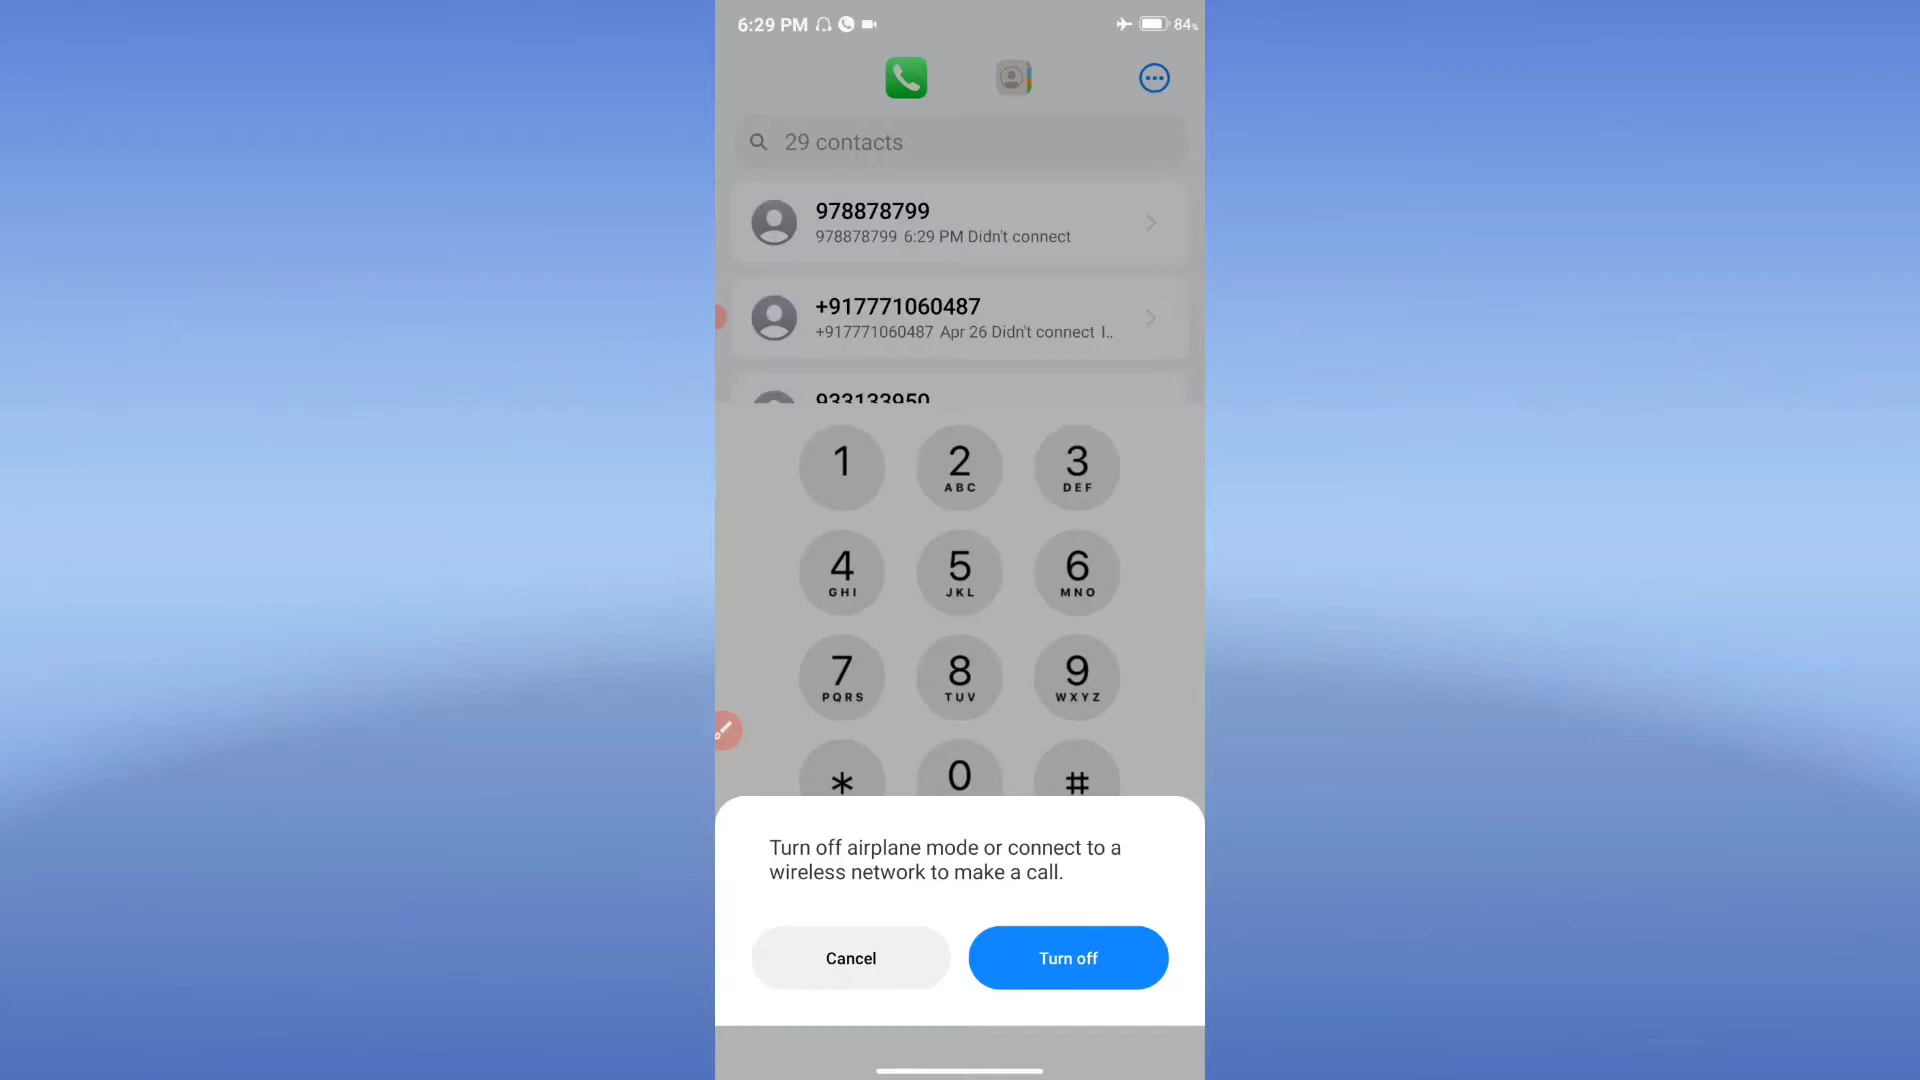 6:29 PM 84%
29 contacts
978878799
978878799 6:29 PM Didn't connect
+917771060487
+917771060487 Apr 26 Didn't connect I..
933133950
1 2 3
ABC DEF
4 5 6
GHI JKL MNO
7 8 9
PQRS TUV WXYZ
* 0 #
Turn off airplane mode or connect to a
wireless network to make a call.
Cancel Turn off